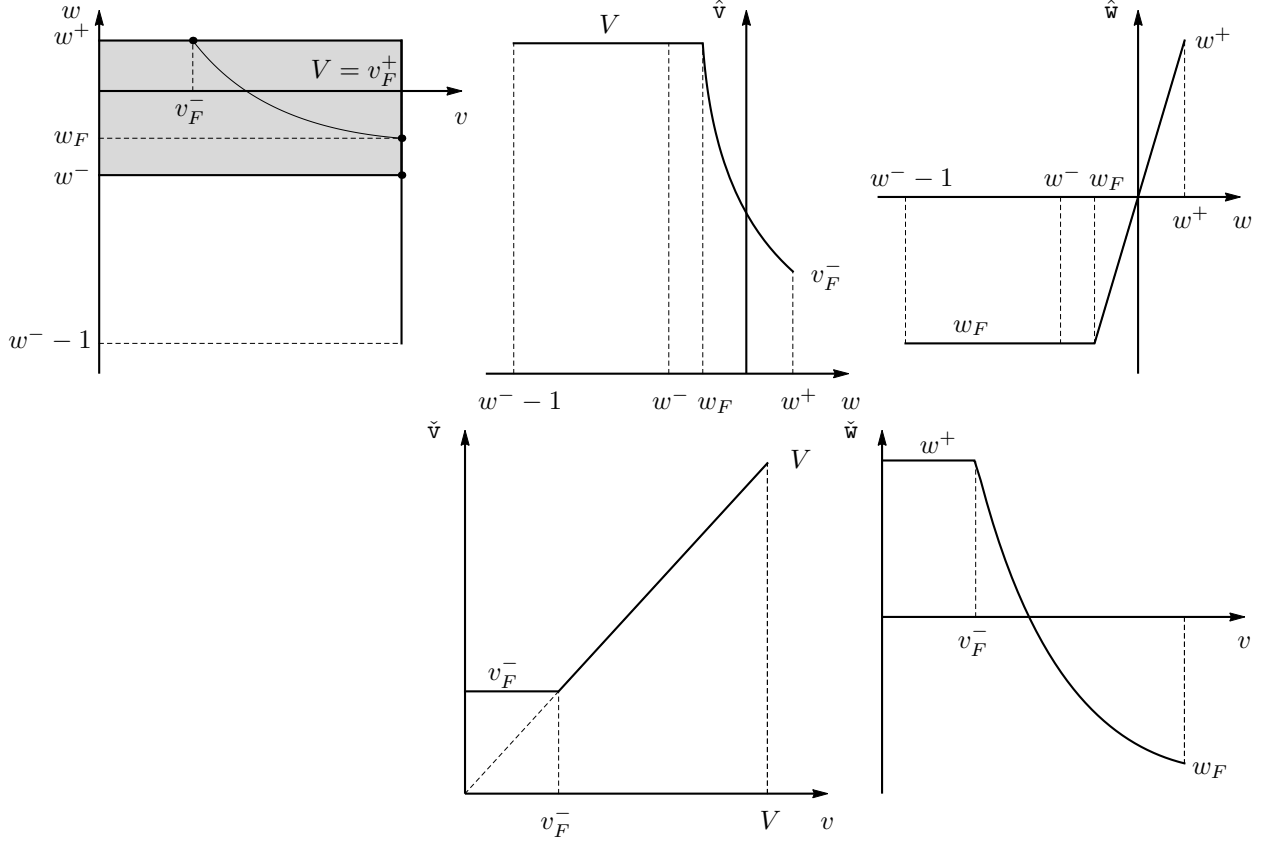 w
w⁺
V = v_F⁺
v_F⁻
v
w_F
w⁻
w⁻ − 1
v̂
V
v_F⁻
w⁻ − 1
w⁻
w_F
w⁺
w
ŵ
w⁺
w⁻ − 1
w⁻
w_F
w⁺
w
w_F
v̌
V
v_F⁻
v_F⁻
V
v
w̌
w⁺
v_F⁻
v
w_F